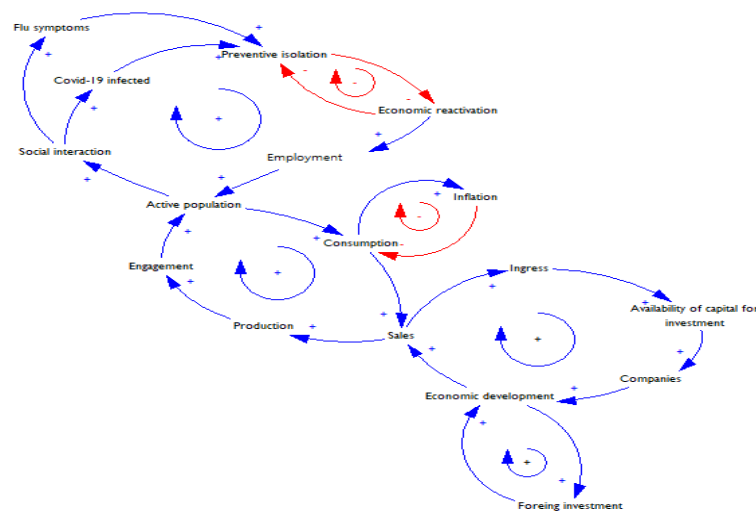 Flu symptoms
+
+
Preventive isolation
+
-
Covid-19 infected
-
-
+
Economic reactivation
+
+
Social interaction
Employment
+
+
Active population
+
Inflation
-
+
+
Consumption
-
Engagement
+
+
Ingress
+
Availability of capital for
investment
+
Production
+
+
Sales
+
+
+
Companies
+
Economic development
+
+
+
+
Foreing investment